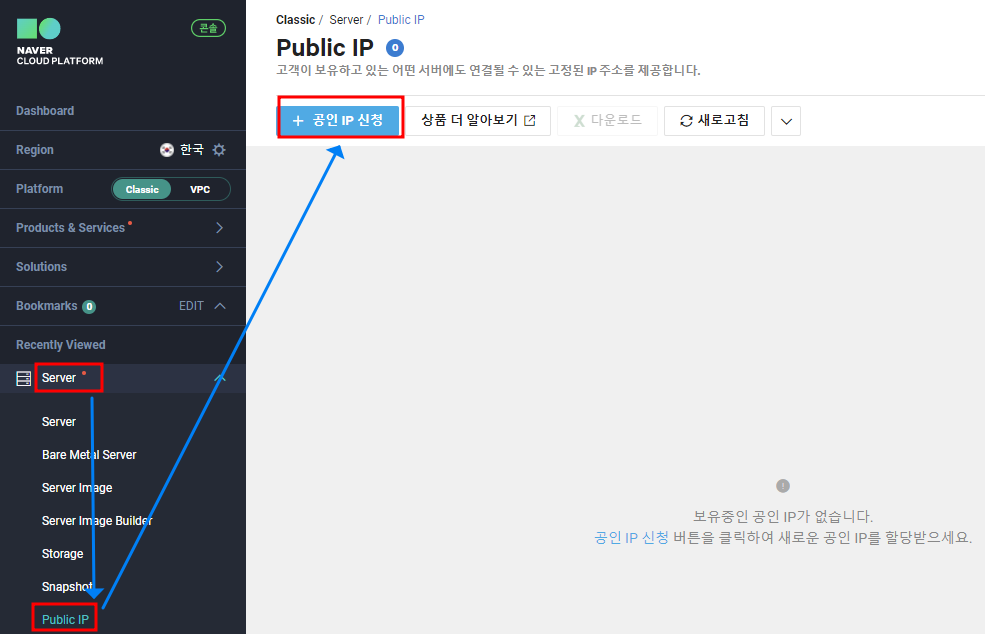 콘솔
NAVER
CLOUD PLATFORM
Dashboard
Region 한국
Platform Classic VPC
Products & Services
Solutions
Bookmarks 0 EDIT
Recently Viewed
Server
Server
Bare Metal Server
Server Image
Server Image Builder
Storage
Snapshot
Public IP
Classic / Server / Public IP
Public IP 0
고객이 보유하고 있는 어떤 서버에도 연결될 수 있는 고정된 IP 주소를 제공합니다.
+ 공인 IP 신청 상품 더 알아보기 다운로드 새로고침
보유중인 공인 IP가 없습니다.
공인 IP 신청 버튼을 클릭하여 새로운 공인 IP를 할당받으세요.